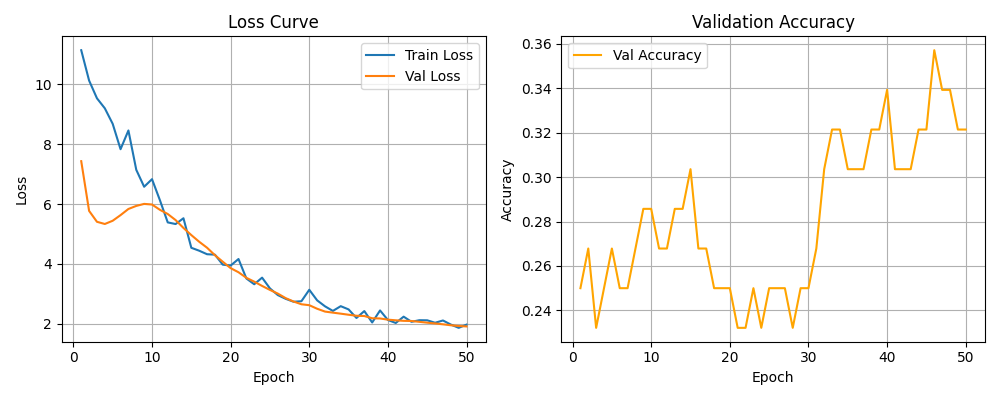 Loss Curve
Train Loss
Val Loss
10
8
6
4
2
0
10
20
30
40
50
Loss
Epoch
Validation Accuracy
Val Accuracy
0.36
0.34
0.32
0.30
0.28
0.26
0.24
0
10
20
30
40
50
Accuracy
Epoch